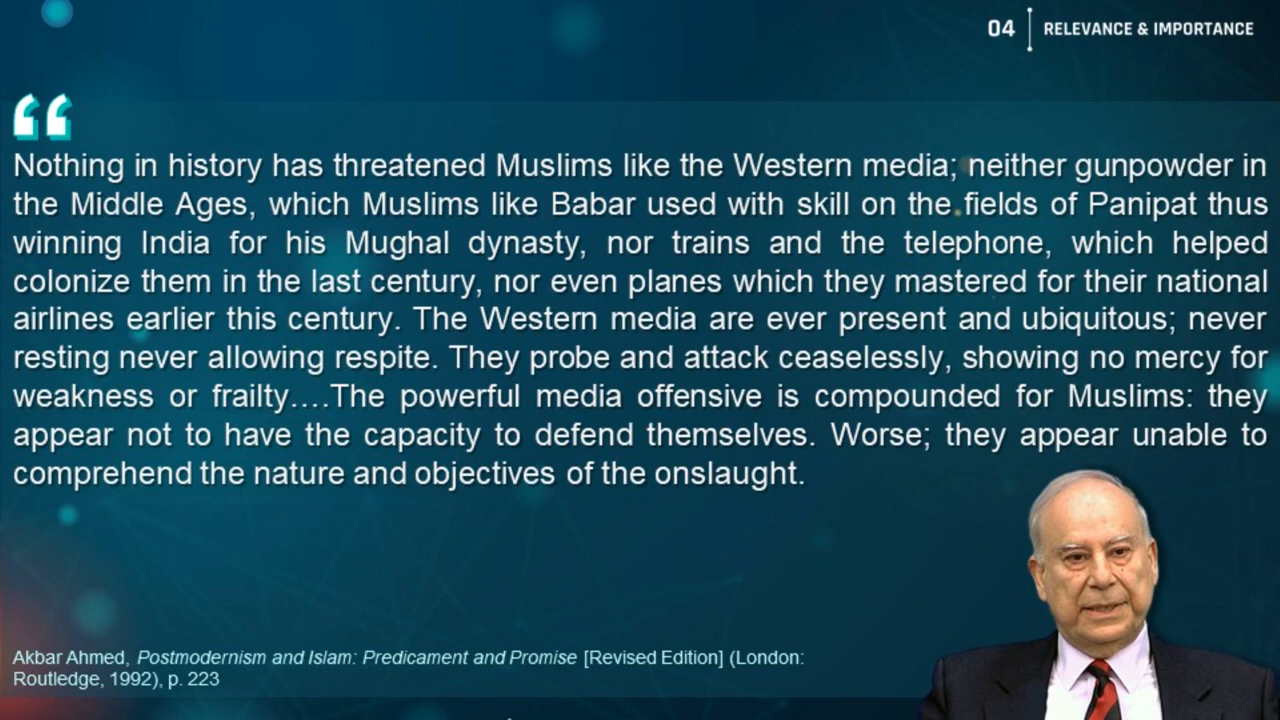 04 RELEVANCE & IMPORTANCE
“
Nothing in history has threatened Muslims like the Western media; neither gunpowder in
the Middle Ages, which Muslims like Babar used with skill on the fields of Panipat thus
winning India for his Mughal dynasty, nor trains and the telephone, which helped
colonize them in the last century, nor even planes which they mastered for their national
airlines earlier this century. The Western media are ever present and ubiquitous; never
resting never allowing respite. They probe and attack ceaselessly, showing no mercy for
weakness or frailty….The powerful media offensive is compounded for Muslims: they
appear not to have the capacity to defend themselves. Worse; they appear unable to
comprehend the nature and objectives of the onslaught.
Akbar Ahmed, Postmodernism and Islam: Predicament and Promise [Revised Edition] (London:
Routledge, 1992), p. 223